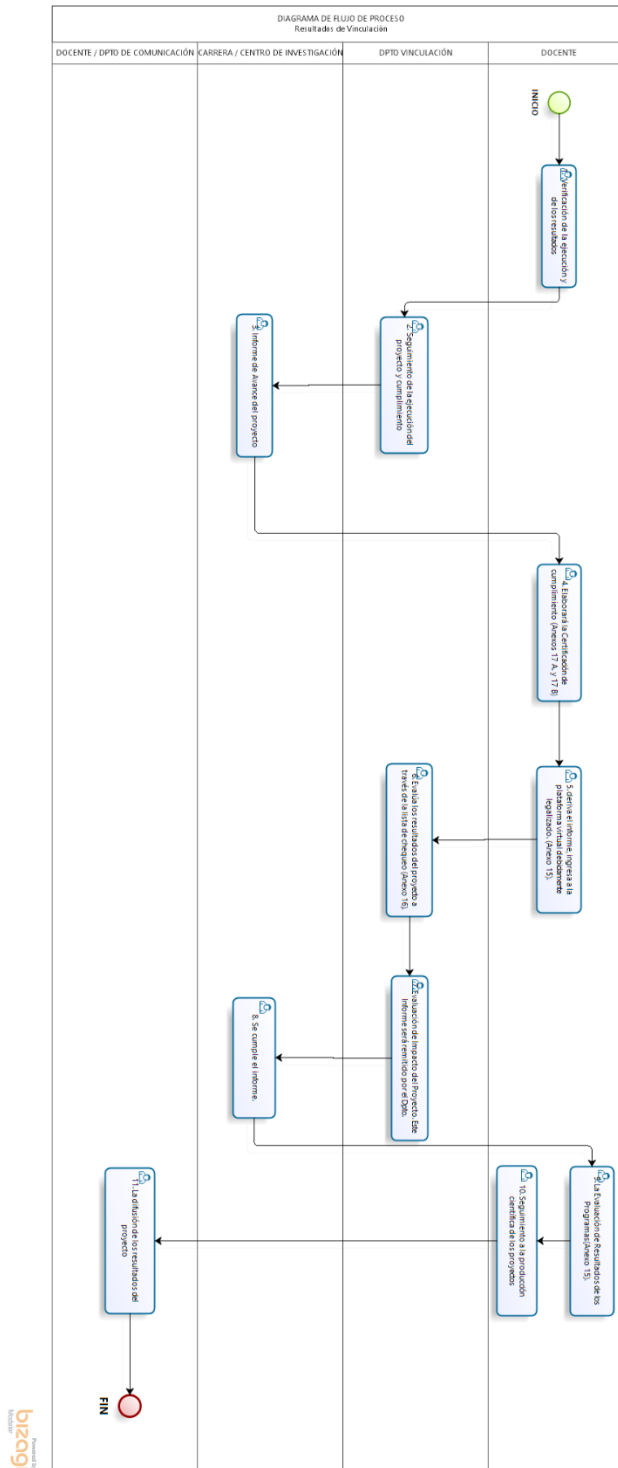 DIAGRAMA DE FLUJO DE PROCESO
Resultados de Vinculación
DOCENTE / DPTO DE COMUNICACIÓN
CARRERA / CENTRO DE INVESTIGACIÓN
DPTO VINCULACIÓN
DOCENTE
INICIO
1. Verificación de la ejecución y
de los resultados
2. Seguimiento de la ejecución del
proyecto y cumplimiento
3. Informe de Avance del proyecto
4. Elaborará la Certificación de
cumplimiento (Anexos 17 A. y 17 B)
5. deriva el informe, ingresa a la
plataforma virtual debidamente
legalizado. (Anexo 15).
6. Evalúa los resultados del proyecto a
través de la lista de chequeo (Anexo 16).
7. Evaluación de Impacto del Proyecto. Este
informe será remitido por el Dpto.
8. Se cumple el informe.
9. La Evaluación de Resultados de los
Programas(Anexo 15).
10. Seguimiento a la producción
científica de los proyectos
11. La difusión de los resultados del
proyecto
FIN
Powered by
bizagi
Modeler